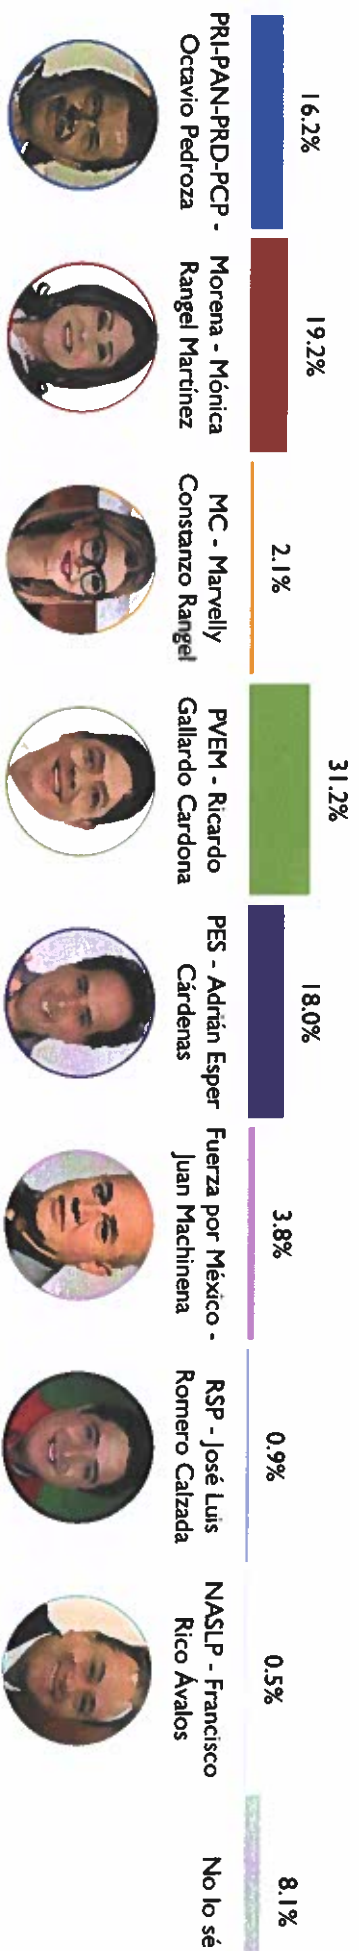 16.2%
19.2%
2.1%
31.2%
18.0%
3.8%
0.9%
0.5%
8.1%
PRI-PAN-PRD-PCP -
Octavio Pedroza
Morena - Mónica
Rangel Martínez
MC - Marvelly
Constanzo Rangel
PVEM - Ricardo
Gallardo Cardona
PES - Adrián Esper
Cárdenas
Fuerza por México -
Juan Machinena
RSP - José Luis
Romero Calzada
NASLP - Francisco
Rico Ávalos
No lo sé